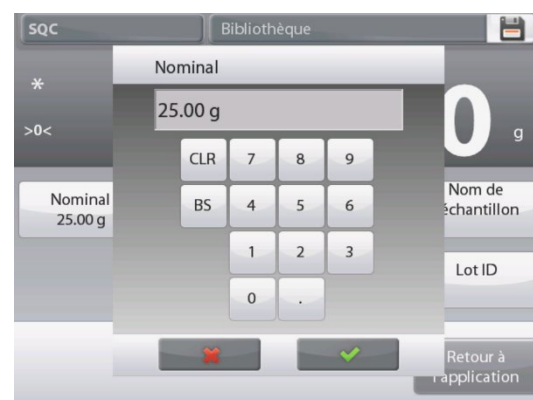 SQC
Bibliothèque
*
>0<
0 g
Nominal
25.00 g
CLR 7 8 9
BS 4 5 6
1 2 3
0 .
Nominal
25.00 g
Nom de
échantillon
Lot ID
Retour à
l'application